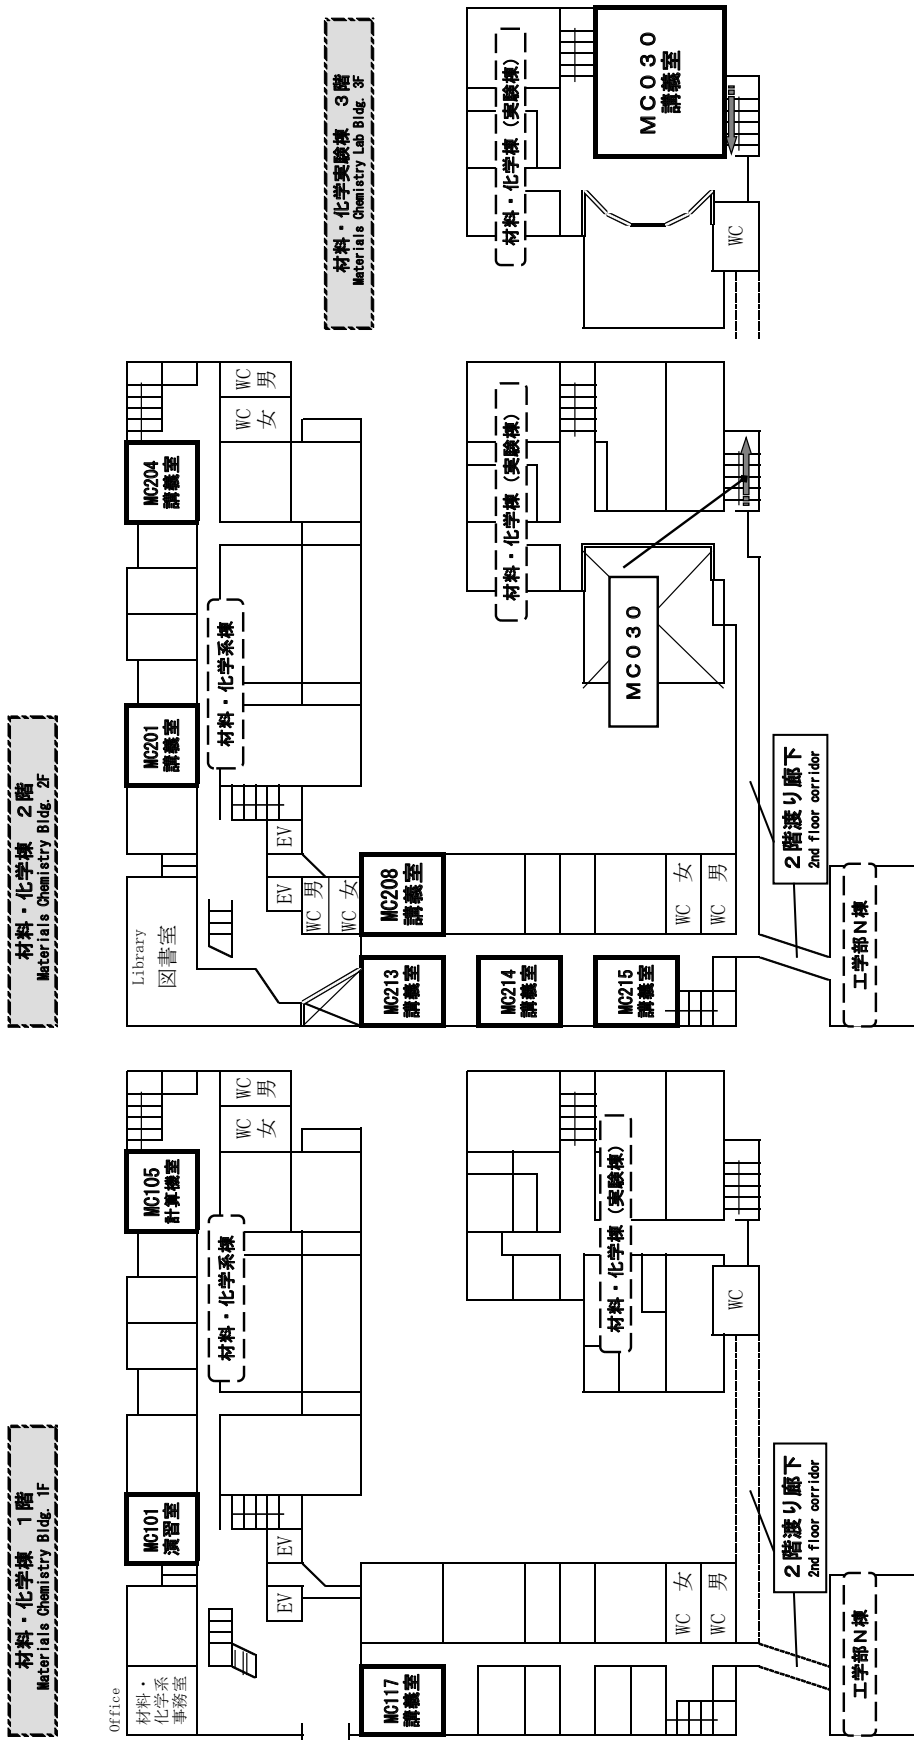 材料・化学棟　１階
Materials Chemistry Bldg. 1F
Office
材料・
化学系
事務室
MC101
演習室
MC105
計算機室
材料・化学系棟
WC
女
WC
男
EV
EV
MC117
講義室
WC　女
WC　男
材料・化学棟（実験棟）
WC
２階渡り廊下
2nd floor corridor
工学部Ｎ棟
材料・化学棟　２階
Materials Chemistry Bldg. 2F
Library
図書室
MC201
講義室
MC204
講義室
材料・化学系棟
WC
女
WC
男
EV
EV
WC 男
WC 女
MC208
講義室
MC213
講義室
MC214
講義室
MC215
講義室
WC　女
WC　男
材料・化学棟（実験棟）
ＭＣ０３０
２階渡り廊下
2nd floor corridor
工学部Ｎ棟
材料・化学実験棟　３階
Materials Chemistry Lab Bldg. 3F
材料・化学棟（実験棟）
ＭＣ０３０
講義室
WC